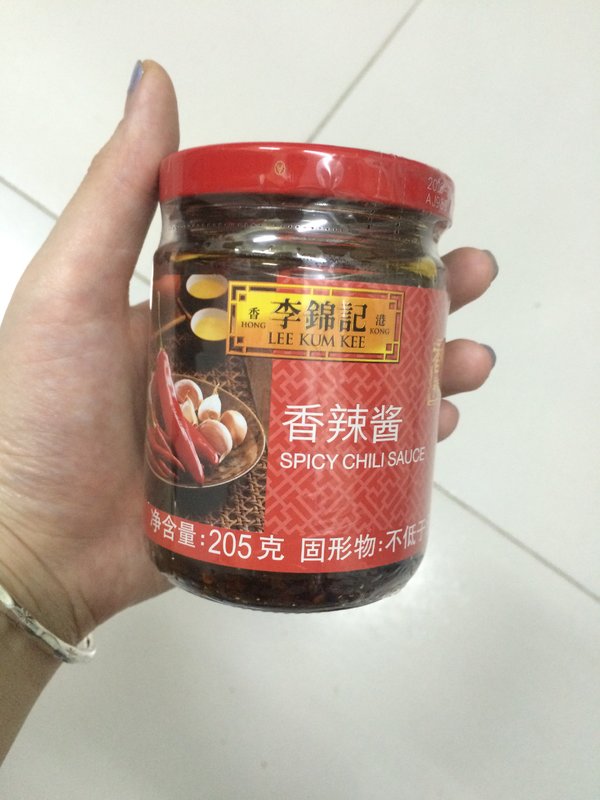 香港
李錦記
HONG KONG
LEE KUM KEE
香辣酱
SPICY CHILI SAUCE
净含量:205克 固形物:不低于